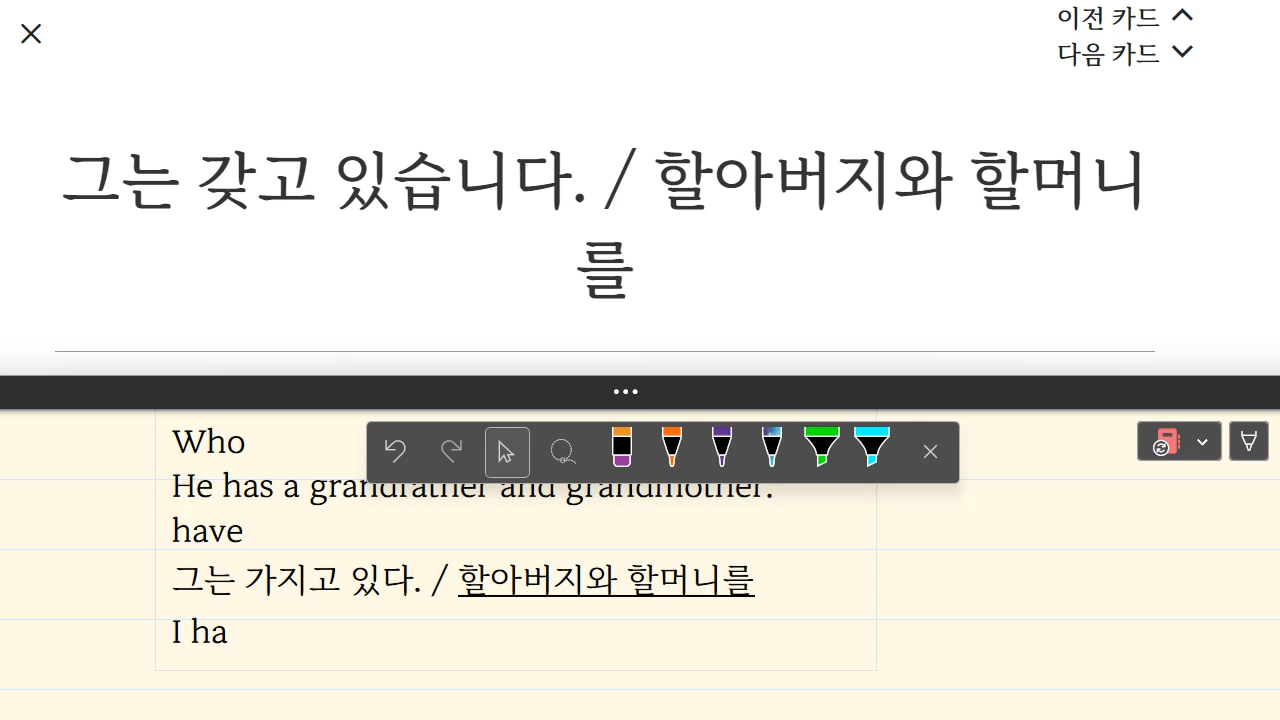 이전 카드
다음 카드
그는 갖고 있습니다. / 할아버지와 할머니
를
Who
He has a grandfather and grandmother.
have
그는 가지고 있다. / 할아버지와 할머니를
I ha